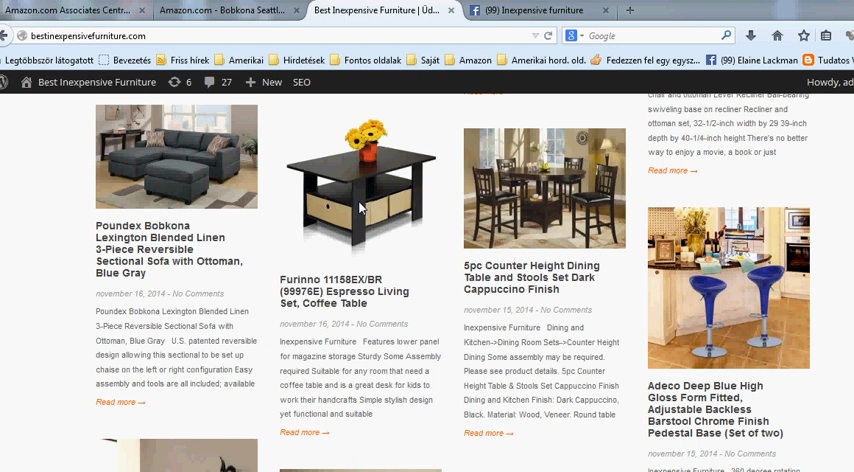 Amazon.com Associates Centr...
Amazon.com - Bobkona Seattl...
Best Inexpensive Furniture | Üd...
(99) Inexpensive furniture
bestinexpensivefurniture.com
Google
Legtöbbször látogatott
Bevezetés
Friss hírek
Amerikai
Hirdetések
Fontos oldalak
Saját
Amazon
Amerikai hord. old.
Fedezzen fel egy egysz...
(99) Elaine Lackman
Tudatos V
Best Inexpensive Furniture
6
27
New
SEO
Howdy, ad
Poundex Bobkona
Lexington Blended Linen
3-Piece Reversible
Sectional Sofa with Ottoman,
Blue Gray
november 16, 2014 - No Comments
Poundex Bobkona Lexington Blended Linen
3-Piece Reversible Sectional Sofa with
Ottoman, Blue Gray U.S. patented reversible
design allowing this sectional to be set up
chaise on the left or right configuration Easy
assembly and tools are all included; available
Read more →
Furinno 11158EX/BR
(99976E) Espresso Living
Set, Coffee Table
november 16, 2014 - No Comments
Inexpensive Furniture Features lower panel
for magazine storage Sturdy Some Assembly
required Suitable for any room that need a
coffee table and is a great desk for kids to
work their handcrafts Simple stylish design
yet functional and suitable
Read more →
5pc Counter Height Dining
Table and Stools Set Dark
Cappuccino Finish
november 15, 2014 - No Comments
Inexpensive Furniture Dining and
Kitchen->Dining Room Sets->Counter Height
Dining Some assembly may be required.
Please see product details. 5pc Counter
Height Table & Stools Set Cappuccino Finish
Dining and Kitchen Finish: Dark Cappuccino,
Black. Material: Wood, Veneer. Round table
Read more →
chair and ottoman Lever Recliner Ball-bearing
swiveling base on recliner Recliner and
ottoman set, 32-1/2-inch width by 29 39-inch
depth by 40-1/4-inch height There's no better
way to enjoy a movie, a book or just
Read more →
Adeco Deep Blue High
Gloss Form Fitted,
Adjustable Backless
Barstool Chrome Finish
Pedestal Base (Set of two)
november 15, 2014 - No Comments
Inexpensive Furniture 360 degree rotation